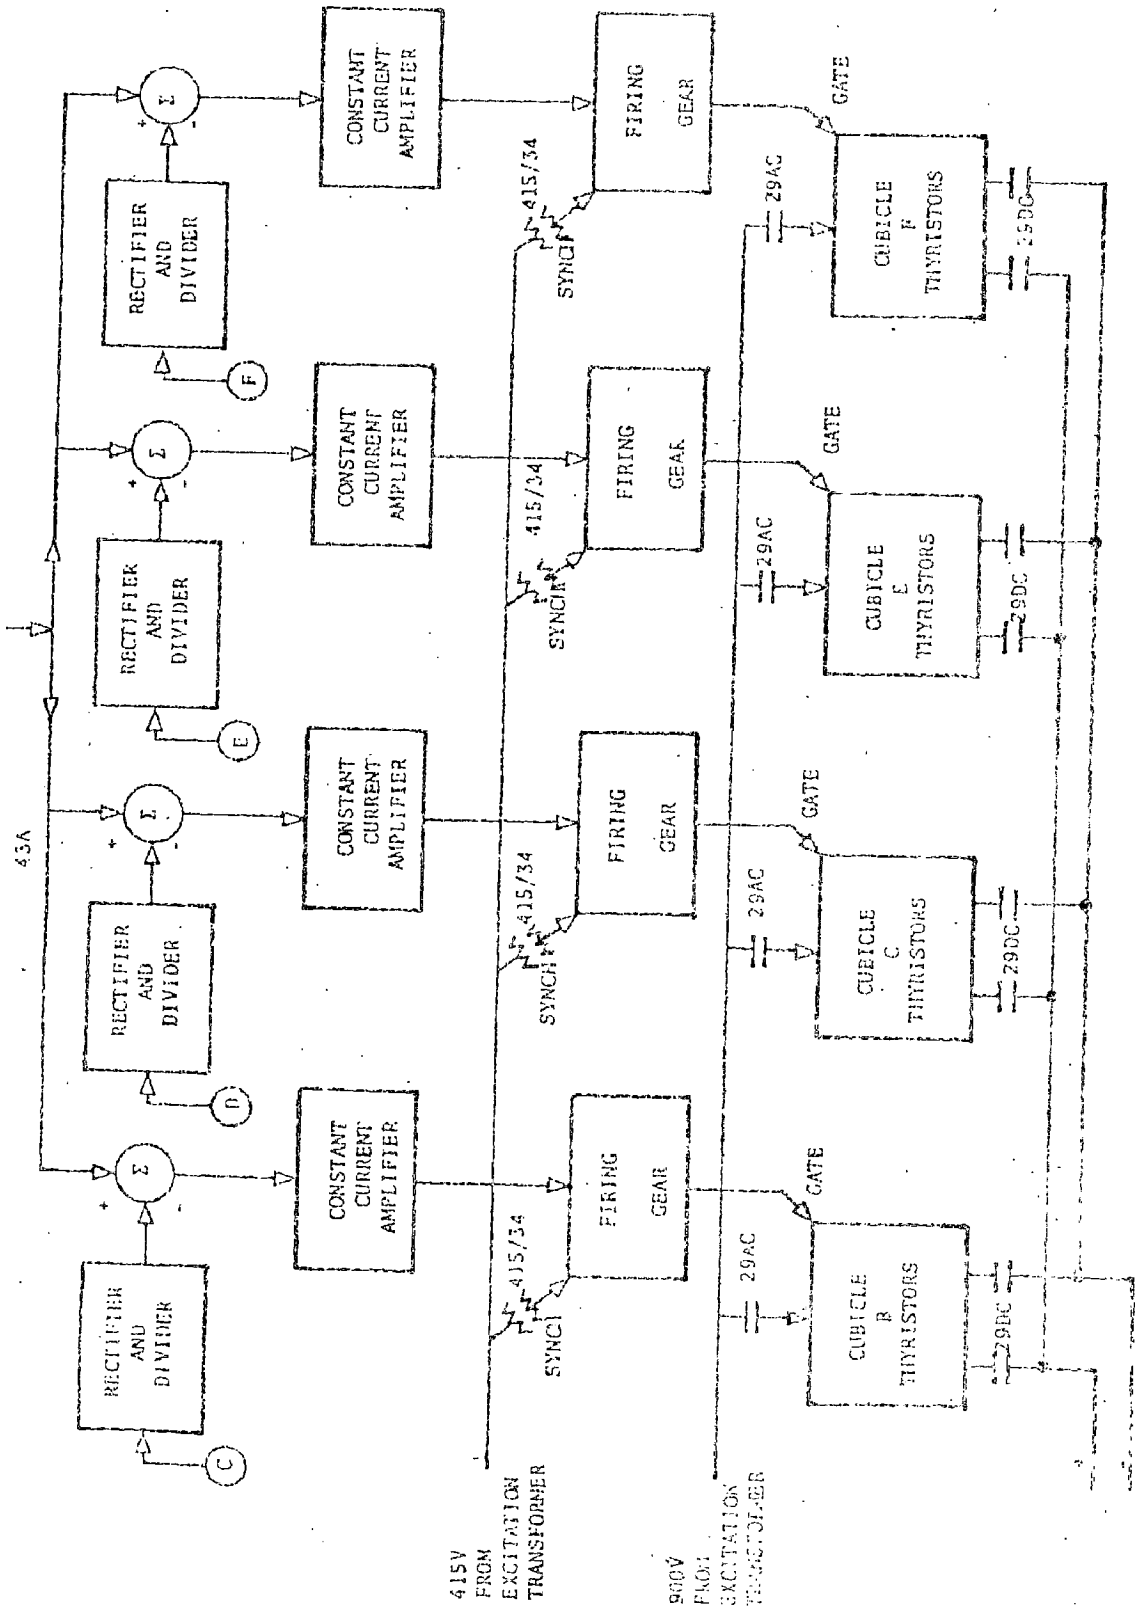 43A
Σ
+
-
Σ
+
-
Σ
+
-
Σ
+
-
RECTIFIER
AND
DIVIDER
RECTIFIER
AND
DIVIDER
RECTIFIER
AND
DIVIDER
RECTIFIER
AND
DIVIDER
C
D
E
F
CONSTANT
CURRENT
AMPLIFIER
CONSTANT
CURRENT
AMPLIFIER
CONSTANT
CURRENT
AMPLIFIER
CONSTANT
CURRENT
AMPLIFIER
415V
FROM
EXCITATION
TRANSFORMER
415/34
415/34
415/34
415/34
SYNCH
SYNCH
SYNCH
SYNCH
FIRING
GEAR
FIRING
GEAR
FIRING
GEAR
FIRING
GEAR
900V
FROM
EXCITATION
TRANSFORMER
29AC
29AC
29AC
29AC
GATE
GATE
GATE
GATE
CUBICLE
B
THYRISTORS
CUBICLE
C
THYRISTORS
CUBICLE
E
THYRISTORS
CUBICLE
F
THYRISTORS
29DC
29DC
29DC
29DC